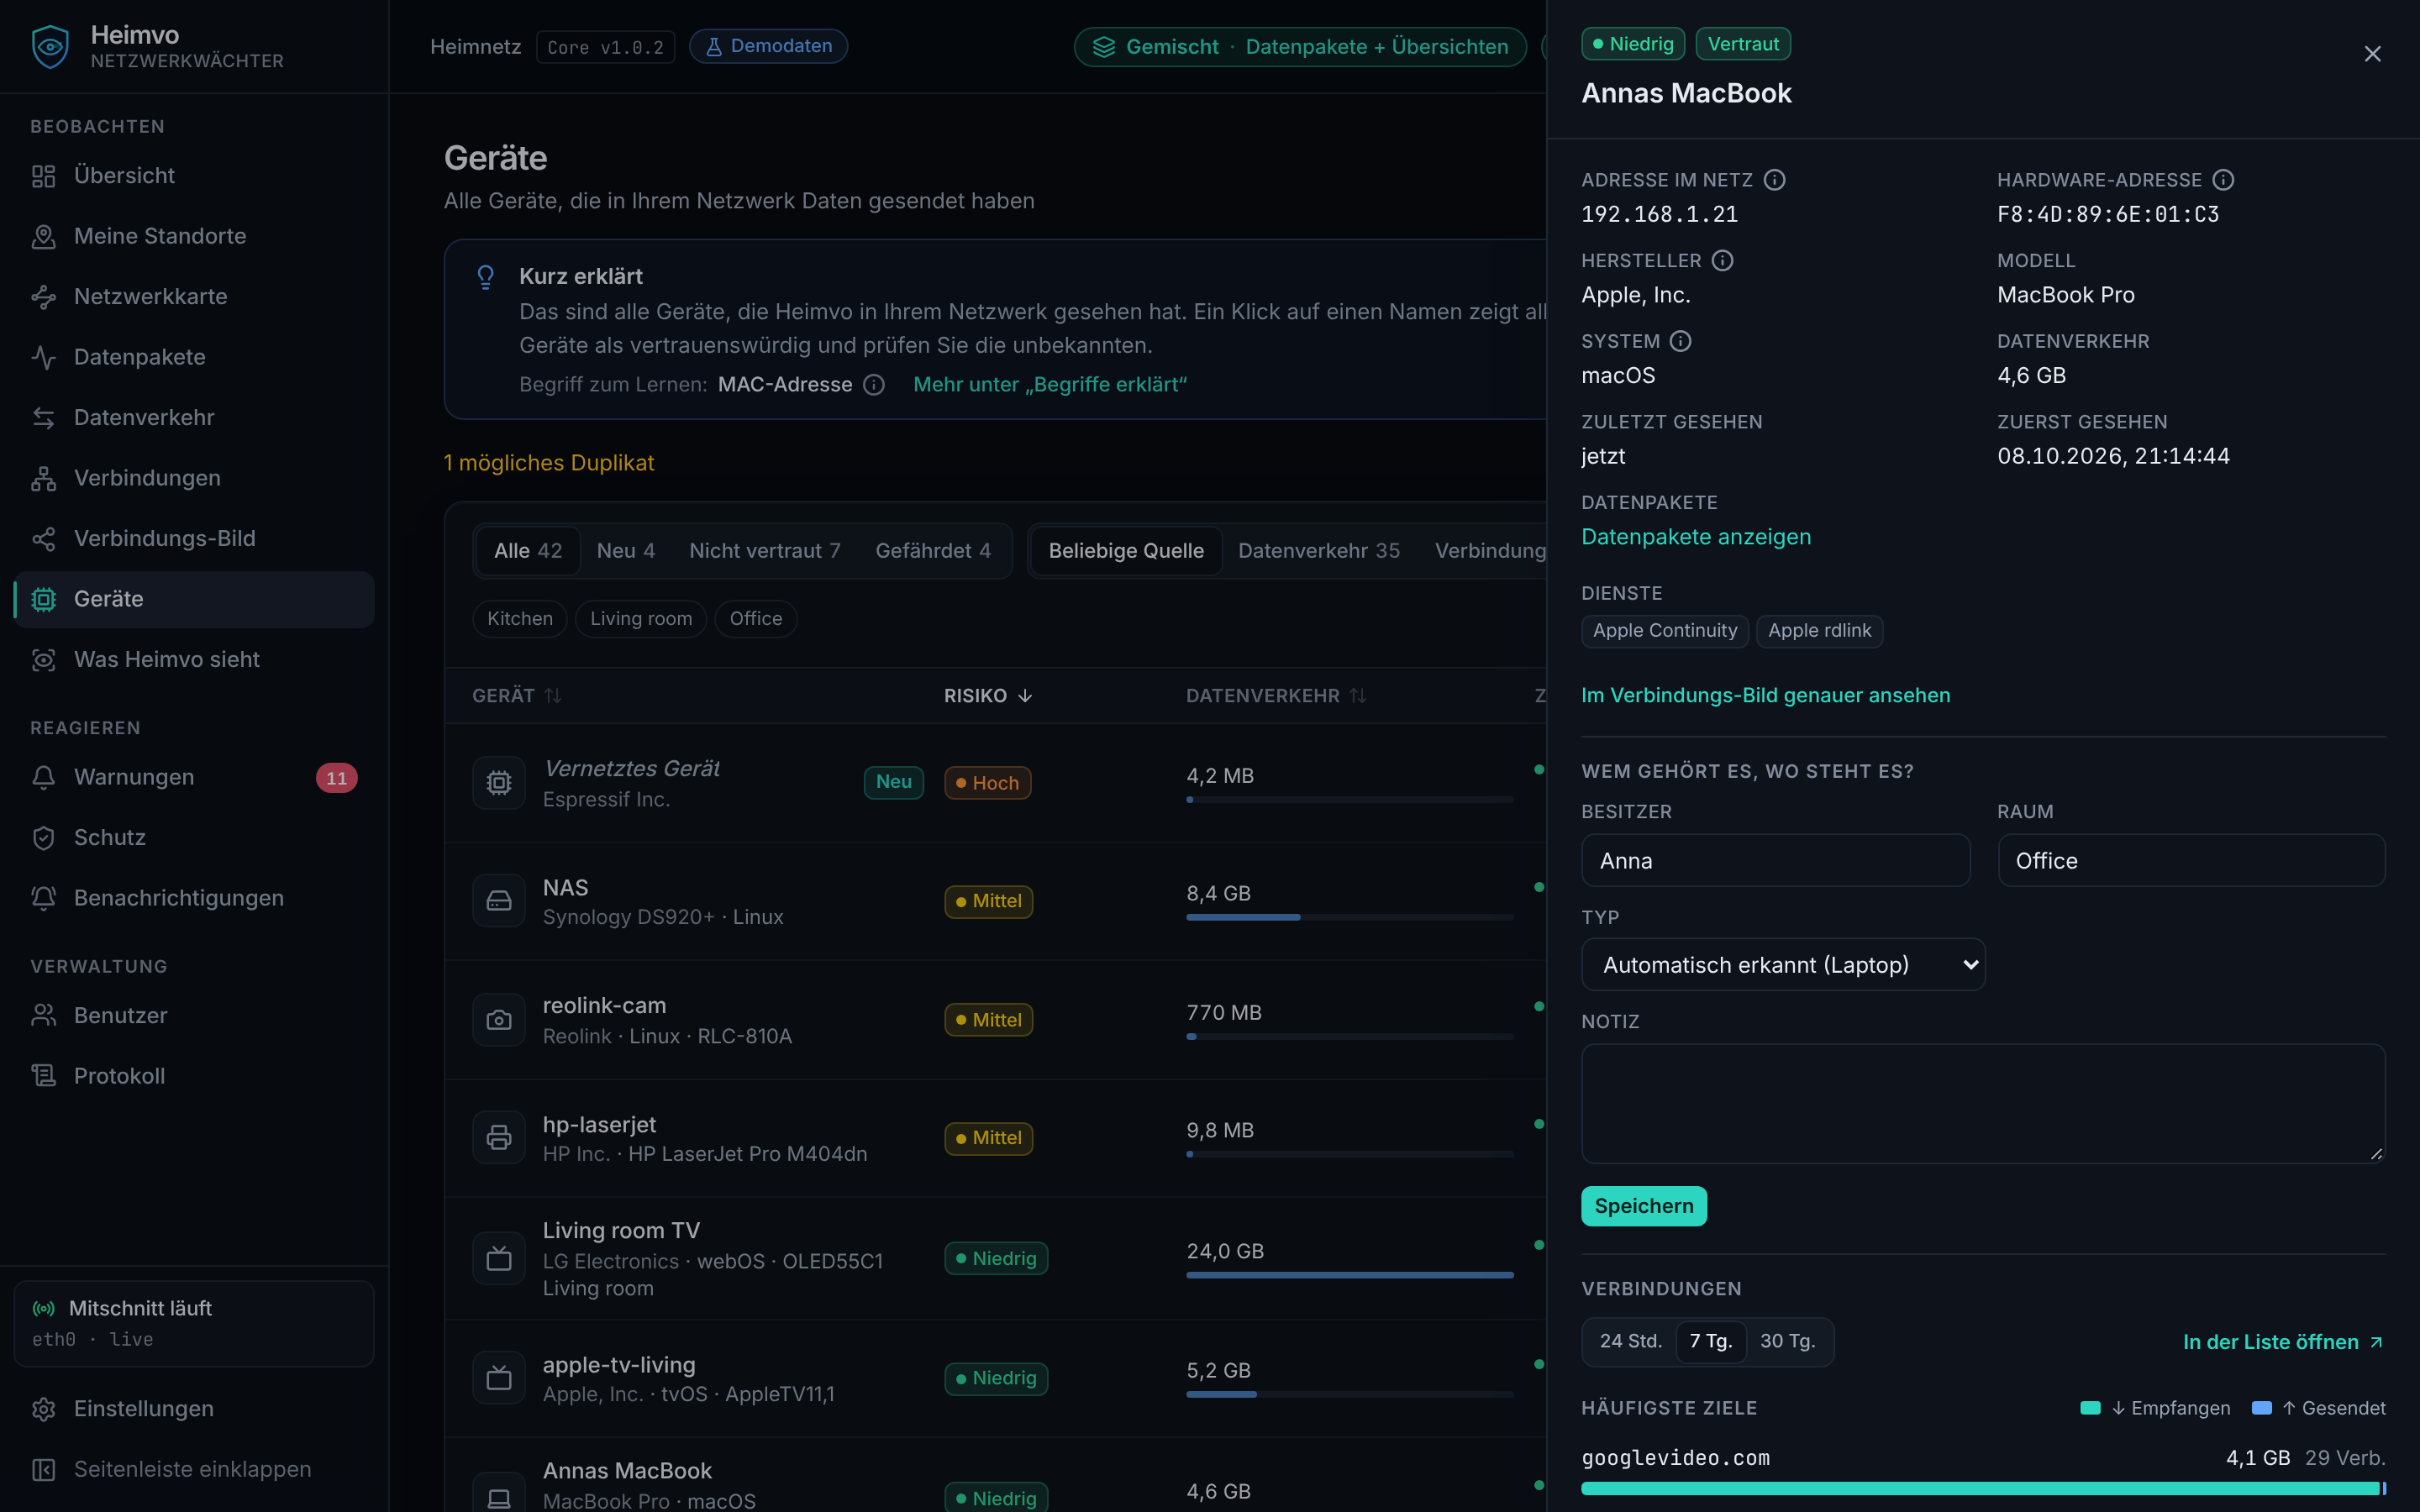 Heimvo
NETZWERKWÄCHTER
BEOBACHTEN
Übersicht
Meine Standorte
Netzwerkkarte
Datenpakete
Datenverkehr
Verbindungen
Verbindungs-Bild
Geräte
Was Heimvo sieht
REAGIEREN
Warnungen 11
Schutz
Benachrichtigungen
VERWALTUNG
Benutzer
Protokoll
Mitschnitt läuft
eth0 · live
Einstellungen
Seitenleiste einklappen
Heimnetz Core v1.0.2 Demodaten Gemischt · Datenpakete + Übersichten
Geräte
Alle Geräte, die in Ihrem Netzwerk Daten gesendet haben
Kurz erklärt
Das sind alle Geräte, die Heimvo in Ihrem Netzwerk gesehen hat. Ein Klick auf einen Namen zeigt
Geräte als vertrauenswürdig und prüfen Sie die unbekannten.
Begriff zum Lernen: MAC-Adresse Mehr unter „Begriffe erklärt“
1 mögliches Duplikat
Alle 42 Neu 4 Nicht vertraut 7 Gefährdet 4 Beliebige Quelle Datenverkehr 35 Verbindung
Kitchen Living room Office
GERÄT RISIKO DATENVERKEHR
Vernetztes Gerät
Espressif Inc.
Neu Hoch 4,2 MB
NAS
Synology DS920+ · Linux
Mittel 8,4 GB
reolink-cam
Reolink · Linux · RLC-810A
Mittel 770 MB
hp-laserjet
HP Inc. · HP LaserJet Pro M404dn
Mittel 9,8 MB
Living room TV
LG Electronics · webOS · OLED55C1
Living room
Niedrig 24,0 GB
apple-tv-living
Apple, Inc. · tvOS · AppleTV11,1
Niedrig 5,2 GB
Annas MacBook
MacBook Pro · macOS
Niedrig 4,6 GB
Niedrig Vertraut
Annas MacBook
ADRESSE IM NETZ HARDWARE-ADRESSE
192.168.1.21 F8:4D:89:6E:01:C3
HERSTELLER MODELL
Apple, Inc. MacBook Pro
SYSTEM DATENVERKEHR
macOS 4,6 GB
ZULETZT GESEHEN ZUERST GESEHEN
jetzt 08.10.2026, 21:14:44
DATENPAKETE
Datenpakete anzeigen
DIENSTE
Apple Continuity Apple rdlink
Im Verbindungs-Bild genauer ansehen
WEM GEHÖRT ES, WO STEHT ES?
BESITZER RAUM
Anna Office
TYP
Automatisch erkannt (Laptop)
NOTIZ
Speichern
VERBINDUNGEN
24 Std. 7 Tg. 30 Tg. In der Liste öffnen ↗
HÄUFIGSTE ZIELE ↓ Empfangen ↑ Gesendet
googlevideo.com 4,1 GB 29 Verb.